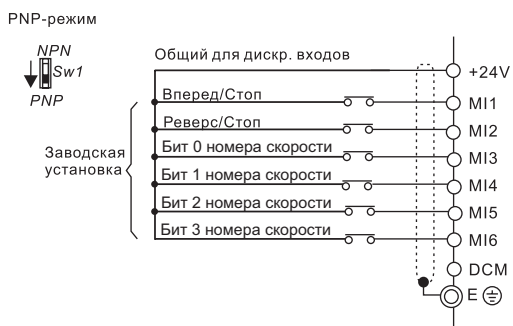 PNP-режим
NPN
Sw1
PNP
Общий для дискр. входов
+24V
Вперед/Стоп
MI1
Реверс/Стоп
MI2
Заводская
установка
Бит 0 номера скорости
MI3
Бит 1 номера скорости
MI4
Бит 2 номера скорости
MI5
Бит 3 номера скорости
MI6
DCM
E